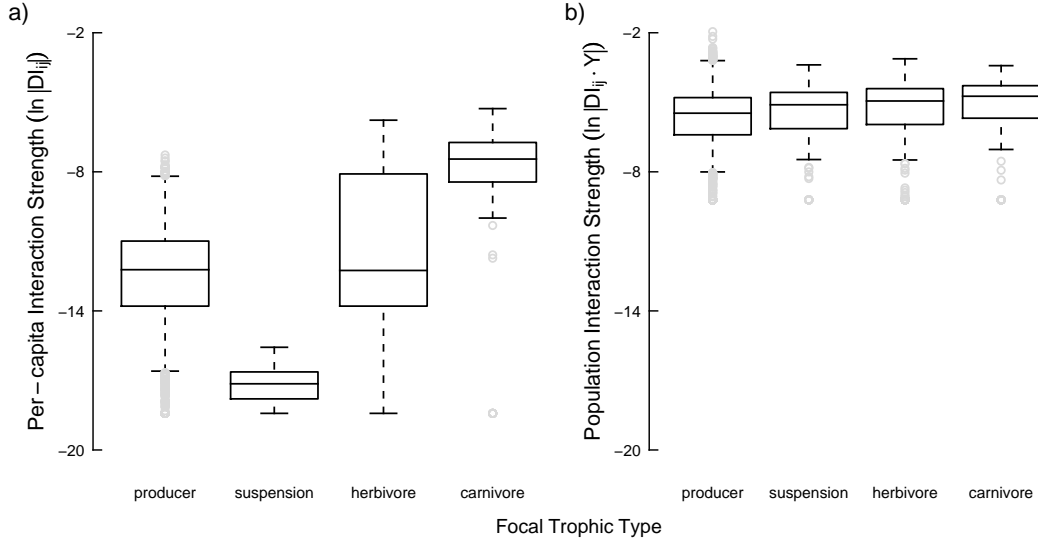 a)
Per−capita Interaction Strength (ln |DIij|)
−2
−8
−14
−20
producer suspension herbivore carnivore
b)
Population Interaction Strength (ln |DIij · Y|)
−2
−8
−14
−20
producer suspension herbivore carnivore
Focal Trophic Type